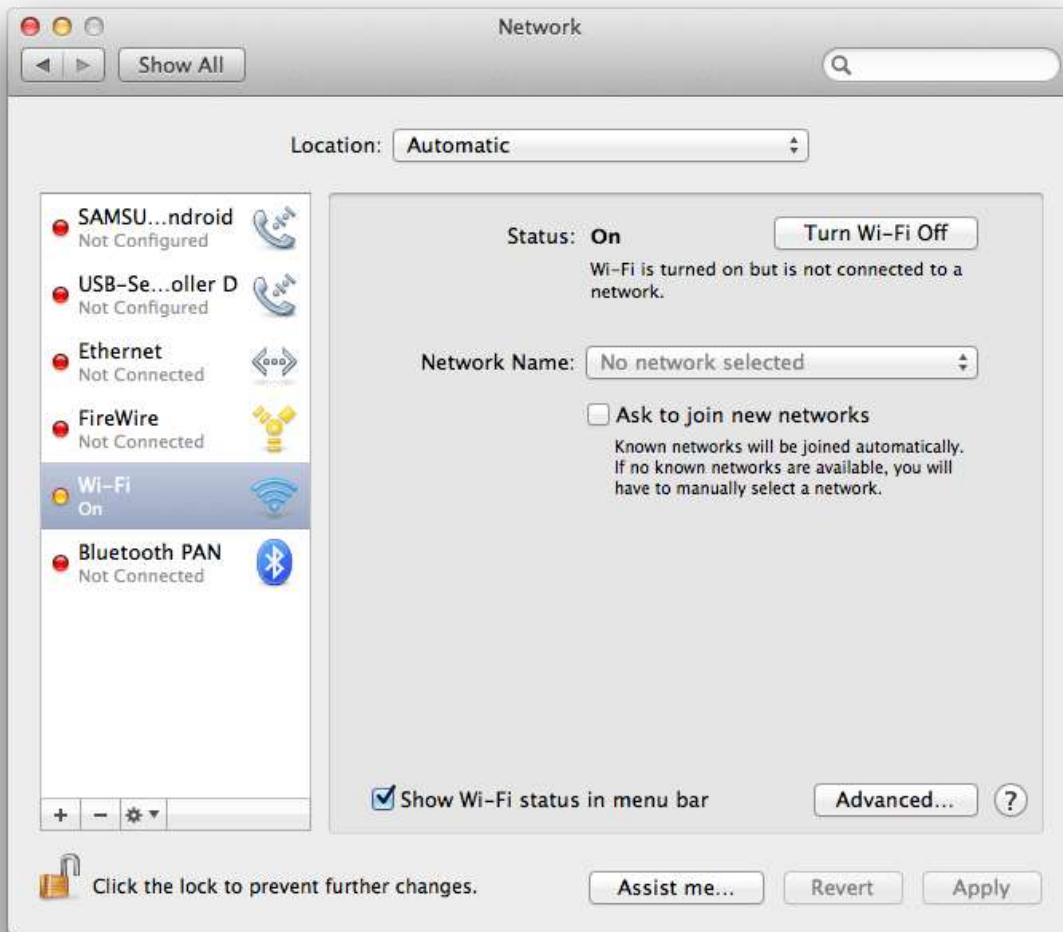 Network
Show All
Location: Automatic
SAMSU...ndroid
Not Configured
USB-Se...oller D
Not Configured
Ethernet
Not Connected
FireWire
Not Connected
Wi-Fi
On
Bluetooth PAN
Not Connected
Status: On Turn Wi-Fi Off
Wi-Fi is turned on but is not connected to a
network.
Network Name: No network selected
Ask to join new networks
Known networks will be joined automatically.
If no known networks are available, you will
have to manually select a network.
Show Wi-Fi status in menu bar Advanced... ?
+ −
Click the lock to prevent further changes. Assist me... Revert Apply